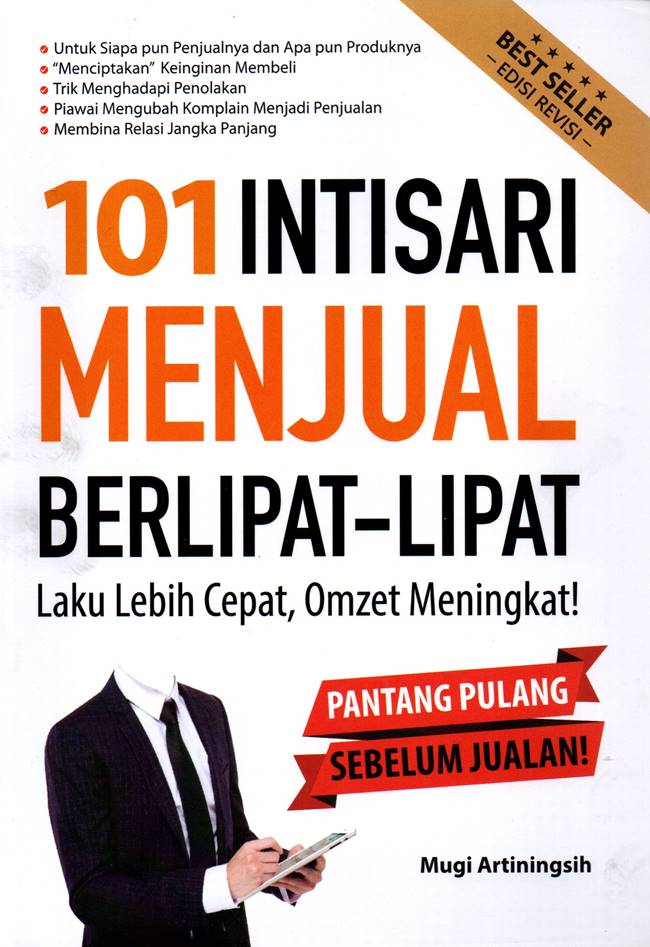 Untuk Siapa pun Penjualnya dan Apa pun Produknya
“Menciptakan” Keinginan Membeli
Trik Menghadapi Penolakan
Piawai Mengubah Komplain Menjadi Penjualan
Membina Relasi Jangka Panjang
BEST SELLER
– EDISI REVISI –
101 INTISARI
MENJUAL
BERLIPAT–LIPAT
Laku Lebih Cepat, Omzet Meningkat!
PANTANG PULANG
SEBELUM JUALAN!
Mugi Artiningsih